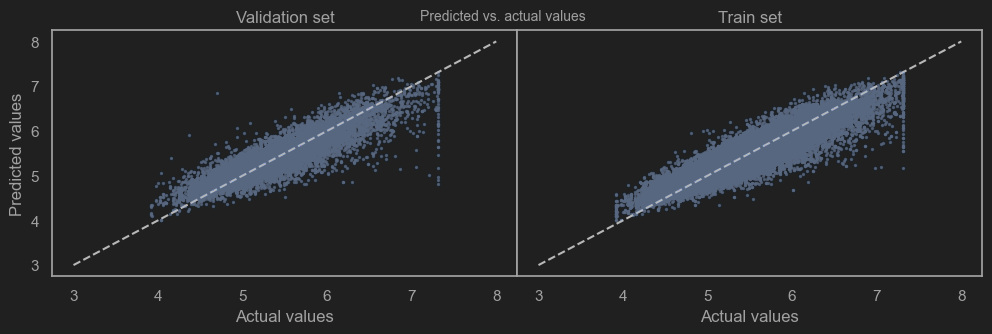 Predicted vs. actual values
Validation set
Train set
Predicted values
8
7
6
5
4
3
3 4 5 6 7 8
3 4 5 6 7 8
Actual values
Actual values